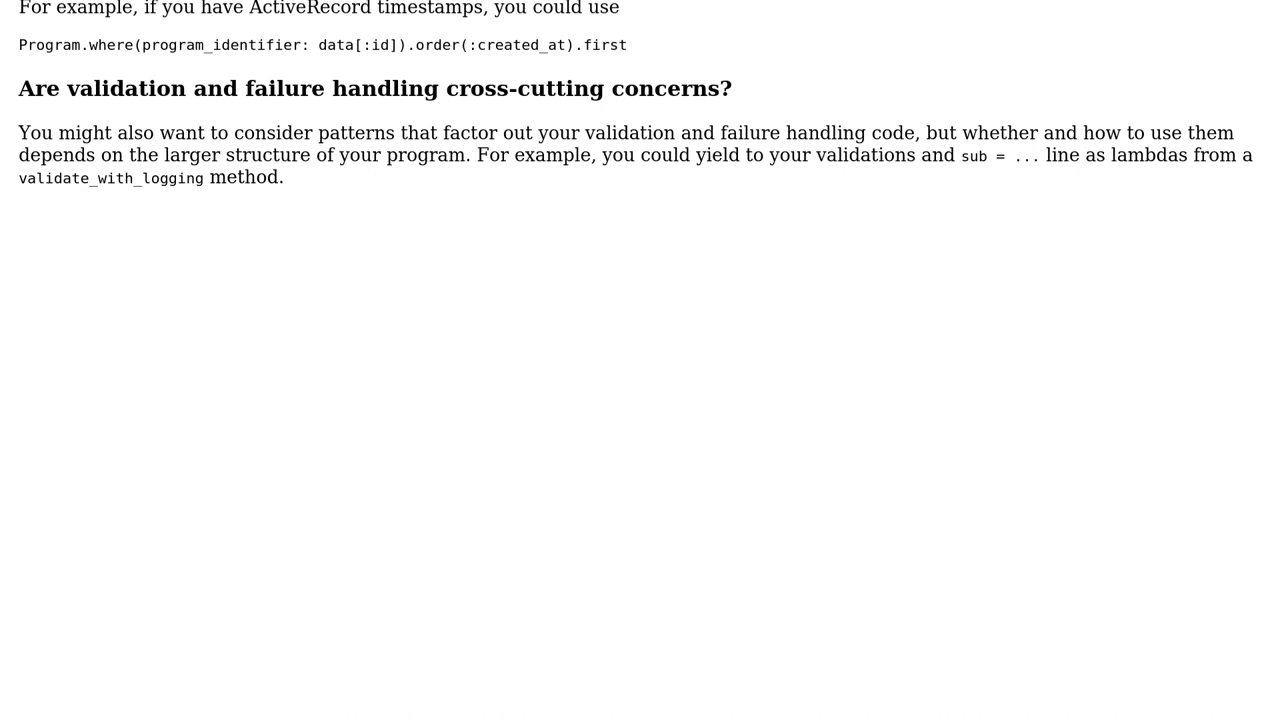 For example, if you have ActiveRecord timestamps, you could use
Program.where(program_identifier: data[:id]).order(:created_at).first
Are validation and failure handling cross-cutting concerns?
You might also want to consider patterns that factor out your validation and failure handling code, but whether and how to use them
depends on the larger structure of your program. For example, you could yield to your validations and sub = ... line as lambdas from a
validate_with_logging method.